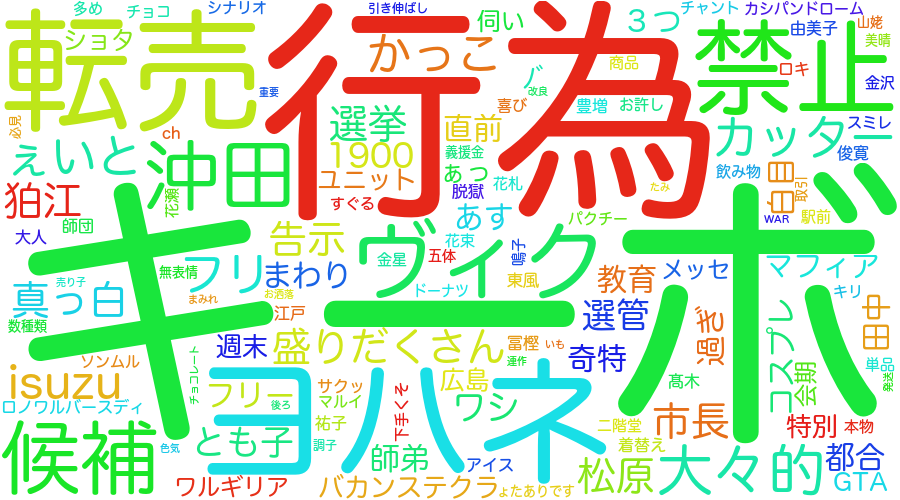 多め
チョコ
シナリオ
引き伸ばし
伺い
3つ
チャント
カシパンドローム
由美子
山姥
美晴
転売
ショタ
行為
かっこ
商品
禁止
ロキ
金沢
重要
改良
喜び
豊増
お許し
スミレ
必見
ch
選挙
直前
カッター
俊寛
1900
義援金
ぇいと
沖田
あっ
飲み物
狛江
ユニット
脱獄
花札
たみ
白目
取引
花瀬
すぐる
あす
パクチー
WAR
駅前
師団
大人
告示
ヴィクー
花束
鳴子
キ
ボ
五体
金星
無表情
フリ
まわり
東風
教育
メッセ
マフィア
売り子
お洒落
まみれ
ドーナツ
キリ
真っ白
江戸
選管
過ぎ
田中
数種類
週末
盛りだくさん
冨樫
いも
奇特
コスプレ
会期
ソンムル
チョコレート
運作
単品
発送
isuzu
ヨハネ
サクッ
マルイ
下手くそ
広島
髙木
ロノワルバースディ
フリー
後ろ
ワシ
市長
特別
本物
候補
とも子
祐子
二階堂
着替え
色気
調子
師弟
アイス
松原
大々的
都合
GTA
ワルギリア
バカンステクラ
ょたありです